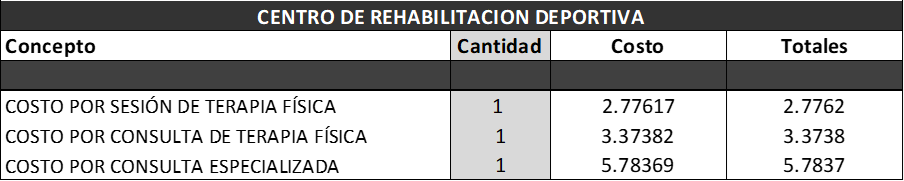 CENTRO DE REHABILITACION DEPORTIVA
Concepto Cantidad Costo Totales
COSTO POR SESIÓN DE TERAPIA FÍSICA 1 2.77617 2.7762
COSTO POR CONSULTA DE TERAPIA FÍSICA 1 3.37382 3.3738
COSTO POR CONSULTA ESPECIALIZADA 1 5.78369 5.7837